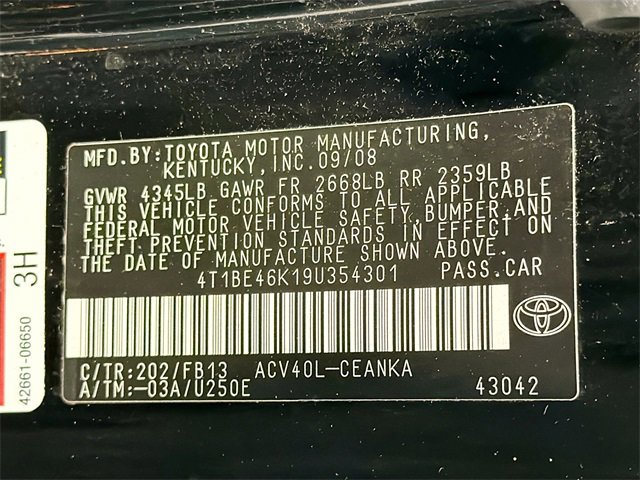 MFD.BY:TOYOTA MOTOR MANUFACTURING,
KENTUCKY,INC.09/08
GVWR 4345LB GAWR FR 2668LB RR 2359LB
THIS VEHICLE CONFORMS TO ALL APPLICABLE
FEDERAL MOTOR VEHICLE SAFETY,BUMPER,AND
THEFT PREVENTION STANDARDS IN EFFECT ON
THE DATE OF MANUFACTURE SHOWN ABOVE.
4T1BE46K19U354301 PASS.CAR
C/TR:202/FB13 ACV40L-CEANKA
A/TM:-03A/U250E 43042
42661-06650 3H